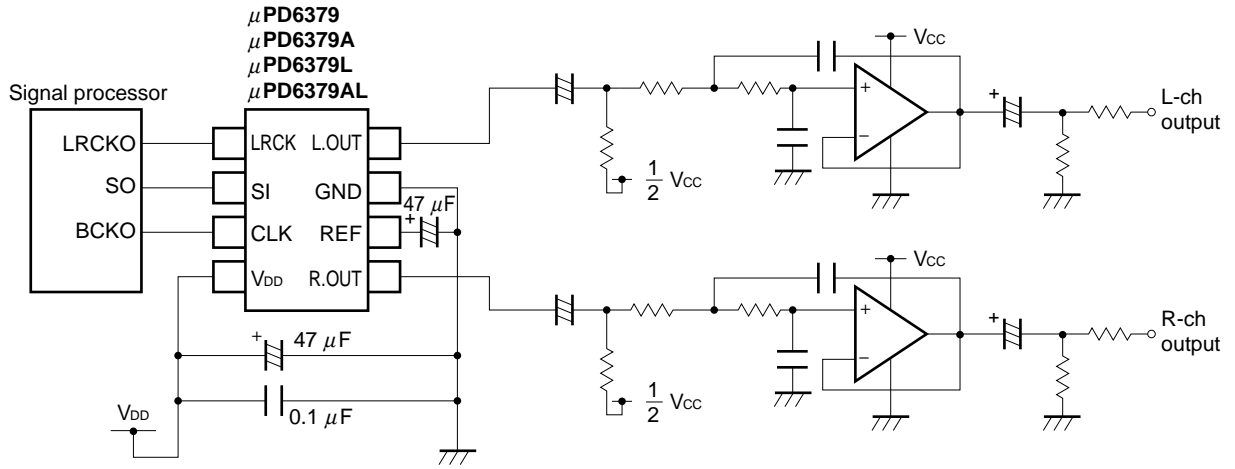 μPD6379
μPD6379A
μPD6379L
μPD6379AL
Signal processor
LRCKO
SO
BCKO
LRCK
L.OUT
SI
GND
CLK
REF
VDD
R.OUT
47 μF
+
+
47 μF
0.1 μF
VDD
1/2 VCC
VCC
+
−
+
L-ch
output
1/2 VCC
VCC
+
−
+
R-ch
output